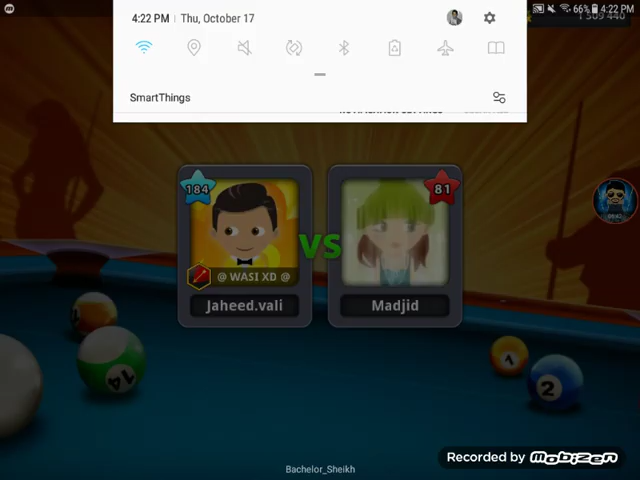 4:22 PM | Thu, October 17
66% 4:22 PM
SmartThings
184
81
VS
@ WASI XD @
Jaheed.vali
Madjid
14
1
2
Recorded by Mobizen
Bachelor_Sheikh